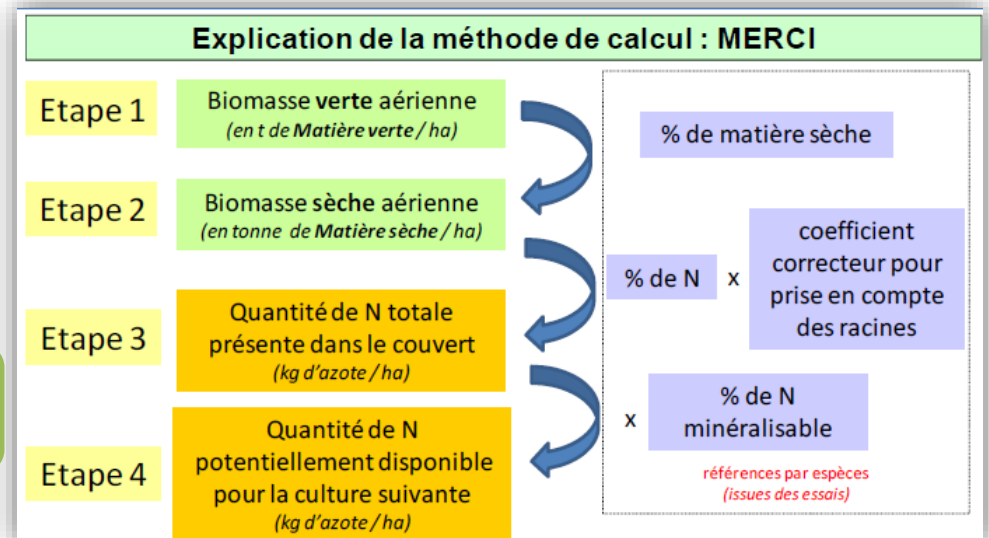 Explication de la méthode de calcul : MERCI
Etape 1
Biomasse verte aérienne
(en t de Matière verte / ha)
% de matière sèche
Etape 2
Biomasse sèche aérienne
(en tonne de Matière sèche / ha)
% de N
x
coefficient
correcteur pour
prise en compte
des racines
Etape 3
Quantité de N totale
présente dans le couvert
(kg d'azote / ha)
x
% de N
minéralisable
Etape 4
Quantité de N
potentiellement disponible
pour la culture suivante
(kg d'azote / ha)
références par espèces
(issues des essais)